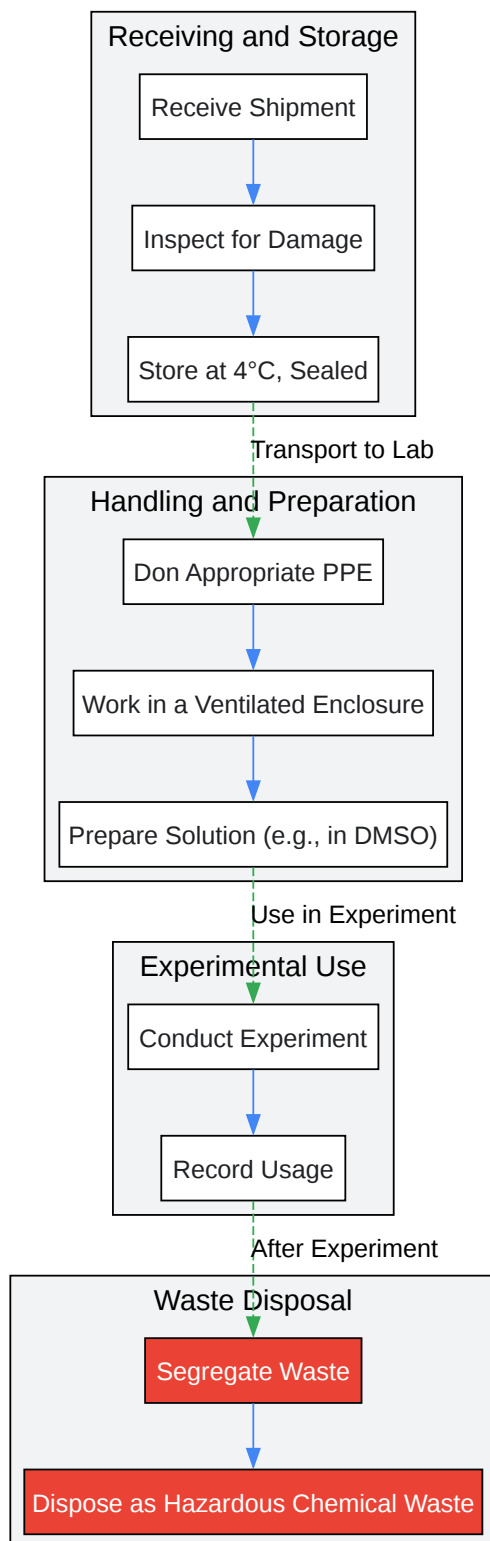 Receiving and Storage
Receive Shipment
Inspect for Damage
Store at 4°C, Sealed
Transport to Lab
Handling and Preparation
Don Appropriate PPE
Work in a Ventilated Enclosure
Prepare Solution (e.g., in DMSO)
Use in Experiment
Experimental Use
Conduct Experiment
Record Usage
After Experiment
Waste Disposal
Segregate Waste
Dispose as Hazardous Chemical Waste